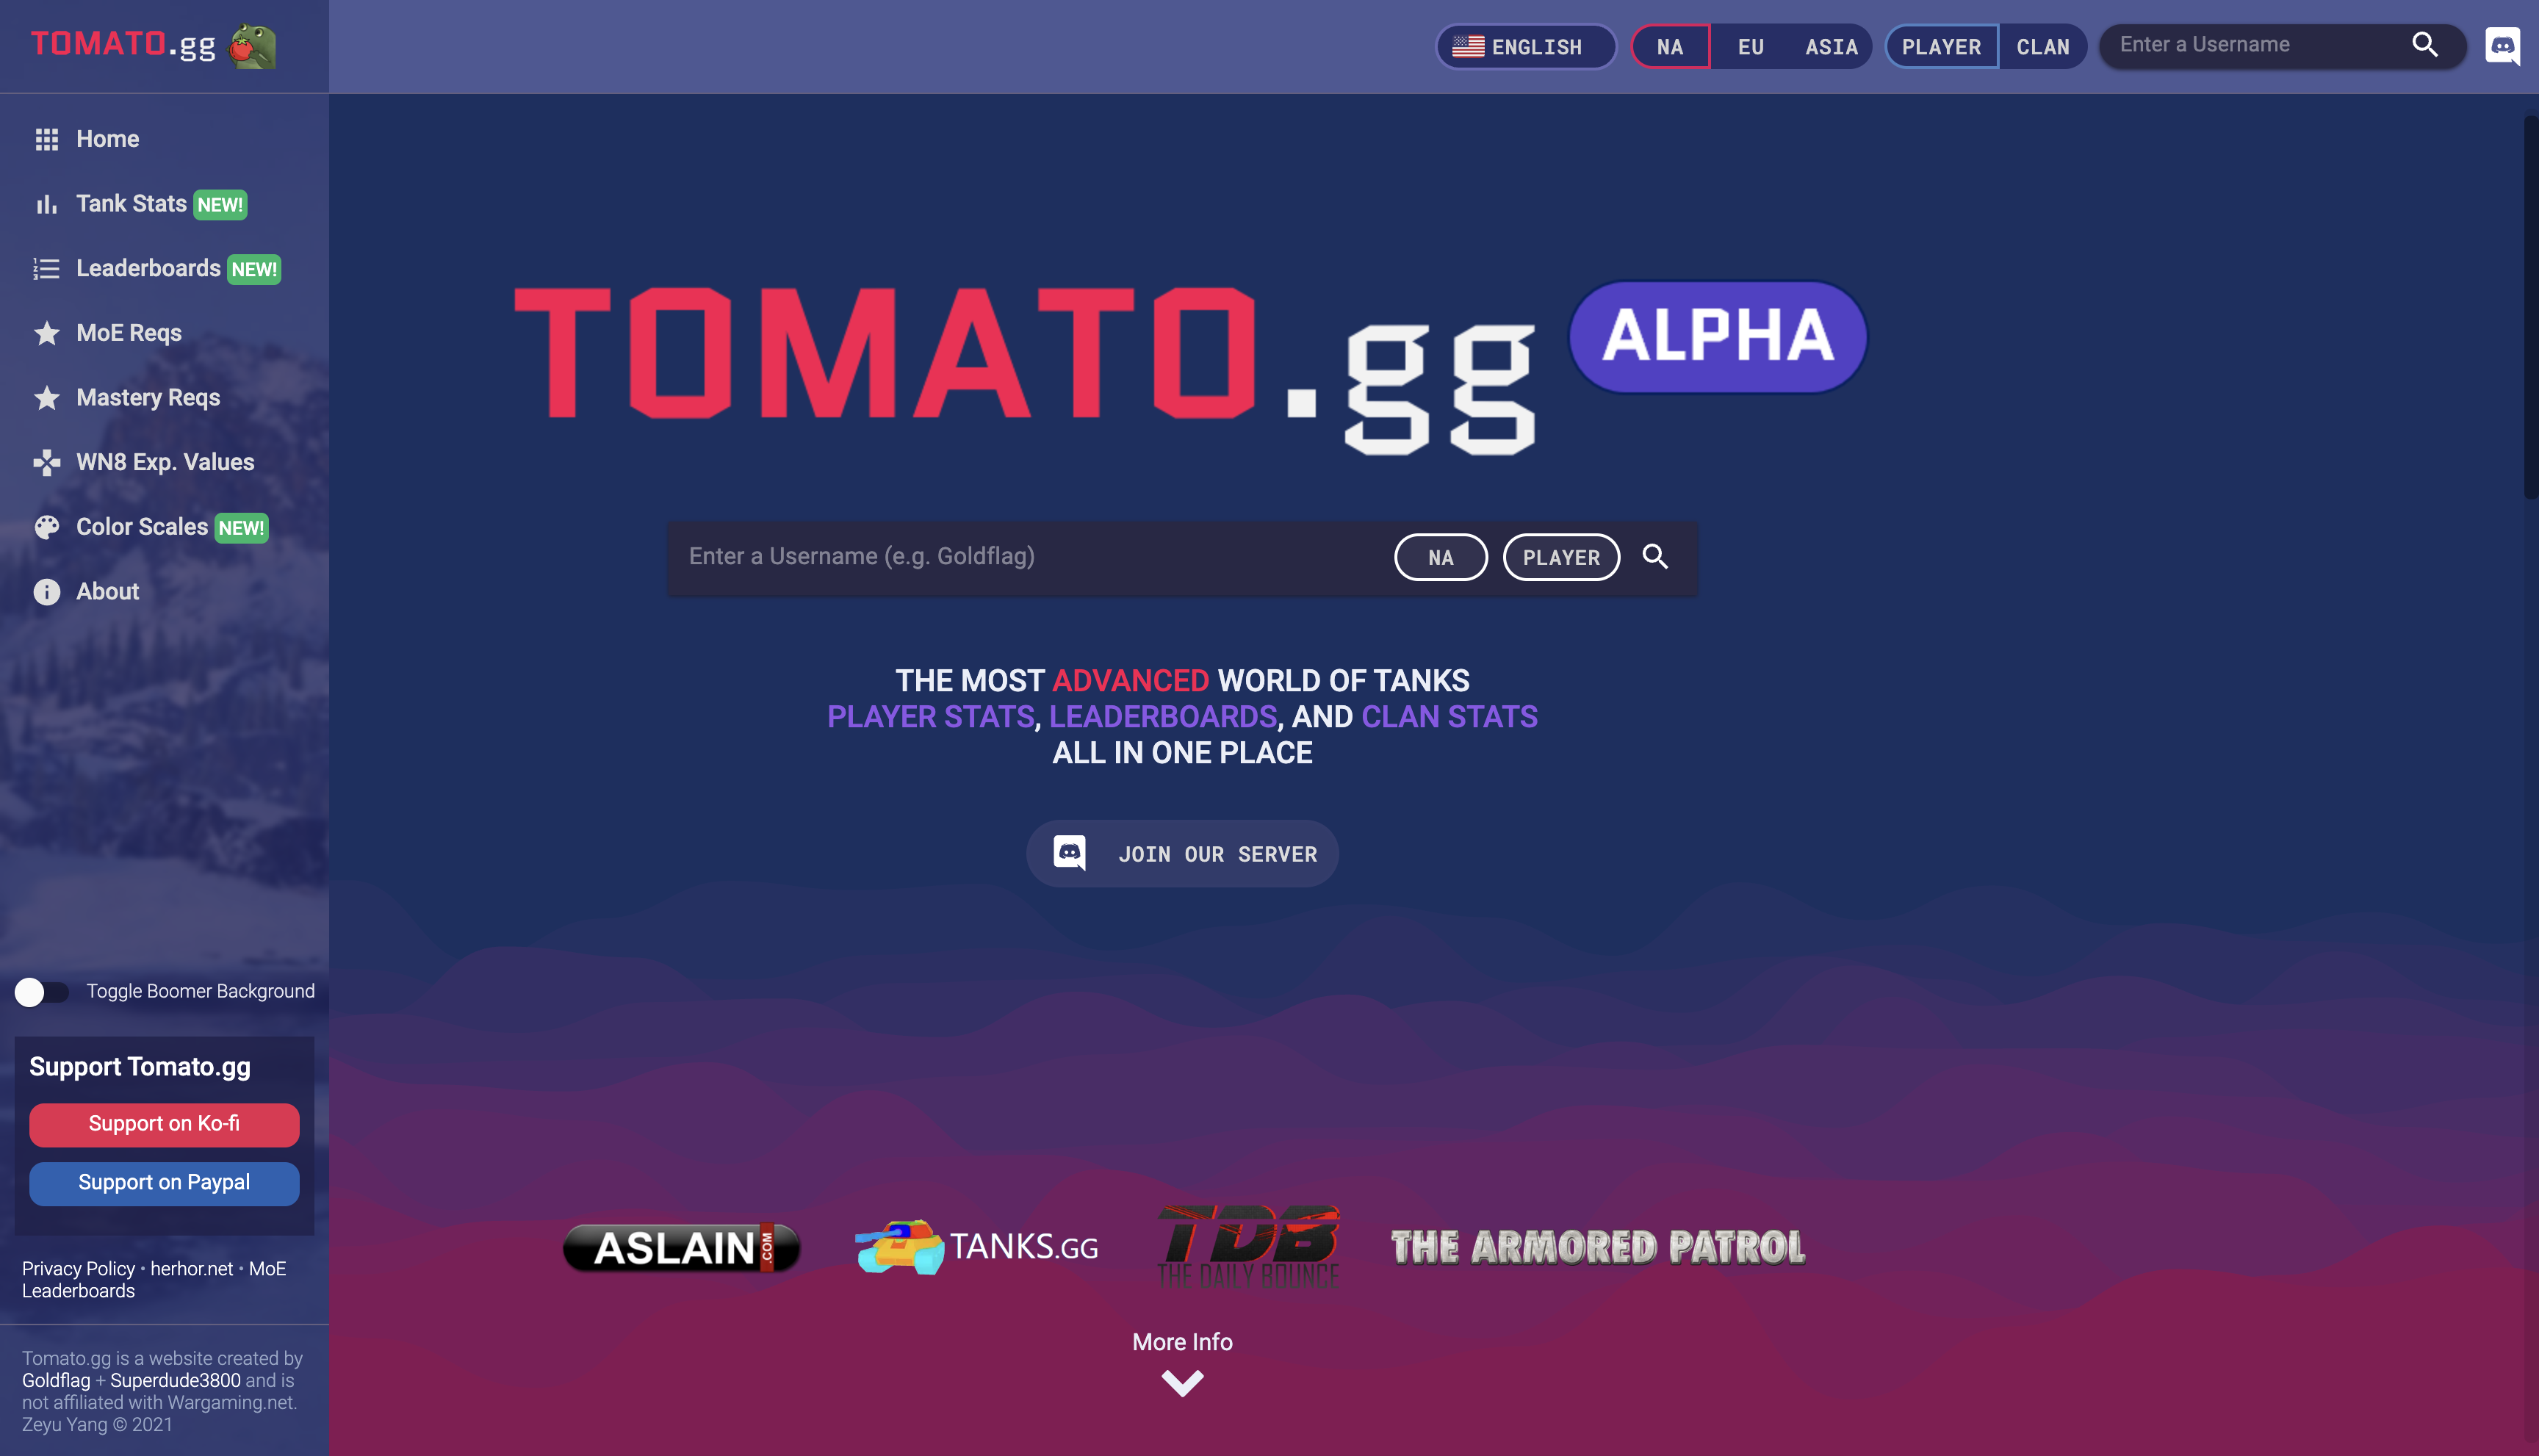 TOMATO.gg
ENGLISH
NA
EU
ASIA
PLAYER
CLAN
Enter a Username
Home
Tank Stats NEW!
Leaderboards NEW!
MoE Reqs
Mastery Reqs
WN8 Exp. Values
Color Scales NEW!
About
Toggle Boomer Background
Support Tomato.gg
Support on Ko-fi
Support on Paypal
Privacy Policy • herhor.net • MoE
Leaderboards
Tomato.gg is a website created by
Goldflag + Superdude3800 and is
not affiliated with Wargaming.net.
Zeyu Yang © 2021
TOMATO.gg ALPHA
Enter a Username (e.g. Goldflag)
NA
PLAYER
THE MOST ADVANCED WORLD OF TANKS
PLAYER STATS, LEADERBOARDS, AND CLAN STATS
ALL IN ONE PLACE
JOIN OUR SERVER
ASLAIN.COM
TANKS.GG
TDB
THE DAILY BOUNCE
THE ARMORED PATROL
More Info